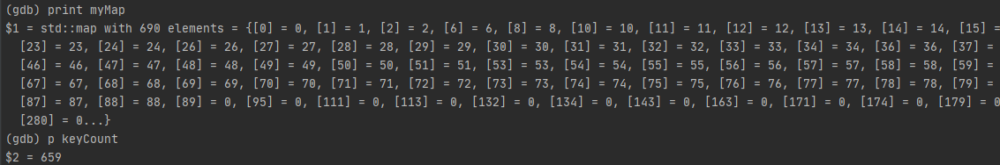 (gdb) print myMap
$1 = std::map with 690 elements = {[0] = 0, [1] = 1, [2] = 2, [6] = 6, [8] = 8, [10] = 10, [11] = 11, [12] = 12, [13] = 13, [14] = 14, [15] =
[23] = 23, [24] = 24, [26] = 26, [27] = 27, [28] = 28, [29] = 29, [30] = 30, [31] = 31, [32] = 32, [33] = 33, [34] = 34, [36] = 36, [37] =
[46] = 46, [47] = 47, [48] = 48, [49] = 49, [50] = 50, [51] = 51, [53] = 53, [54] = 54, [55] = 55, [56] = 56, [57] = 57, [58] = 58, [59] =
[67] = 67, [68] = 68, [69] = 69, [70] = 70, [71] = 71, [72] = 72, [73] = 73, [74] = 74, [75] = 75, [76] = 76, [77] = 77, [78] = 78, [79] =
[87] = 87, [88] = 88, [89] = 0, [95] = 0, [111] = 0, [113] = 0, [132] = 0, [134] = 0, [143] = 0, [163] = 0, [171] = 0, [174] = 0, [179] = 0
[280] = 0...}
(gdb) p keyCount
$2 = 659